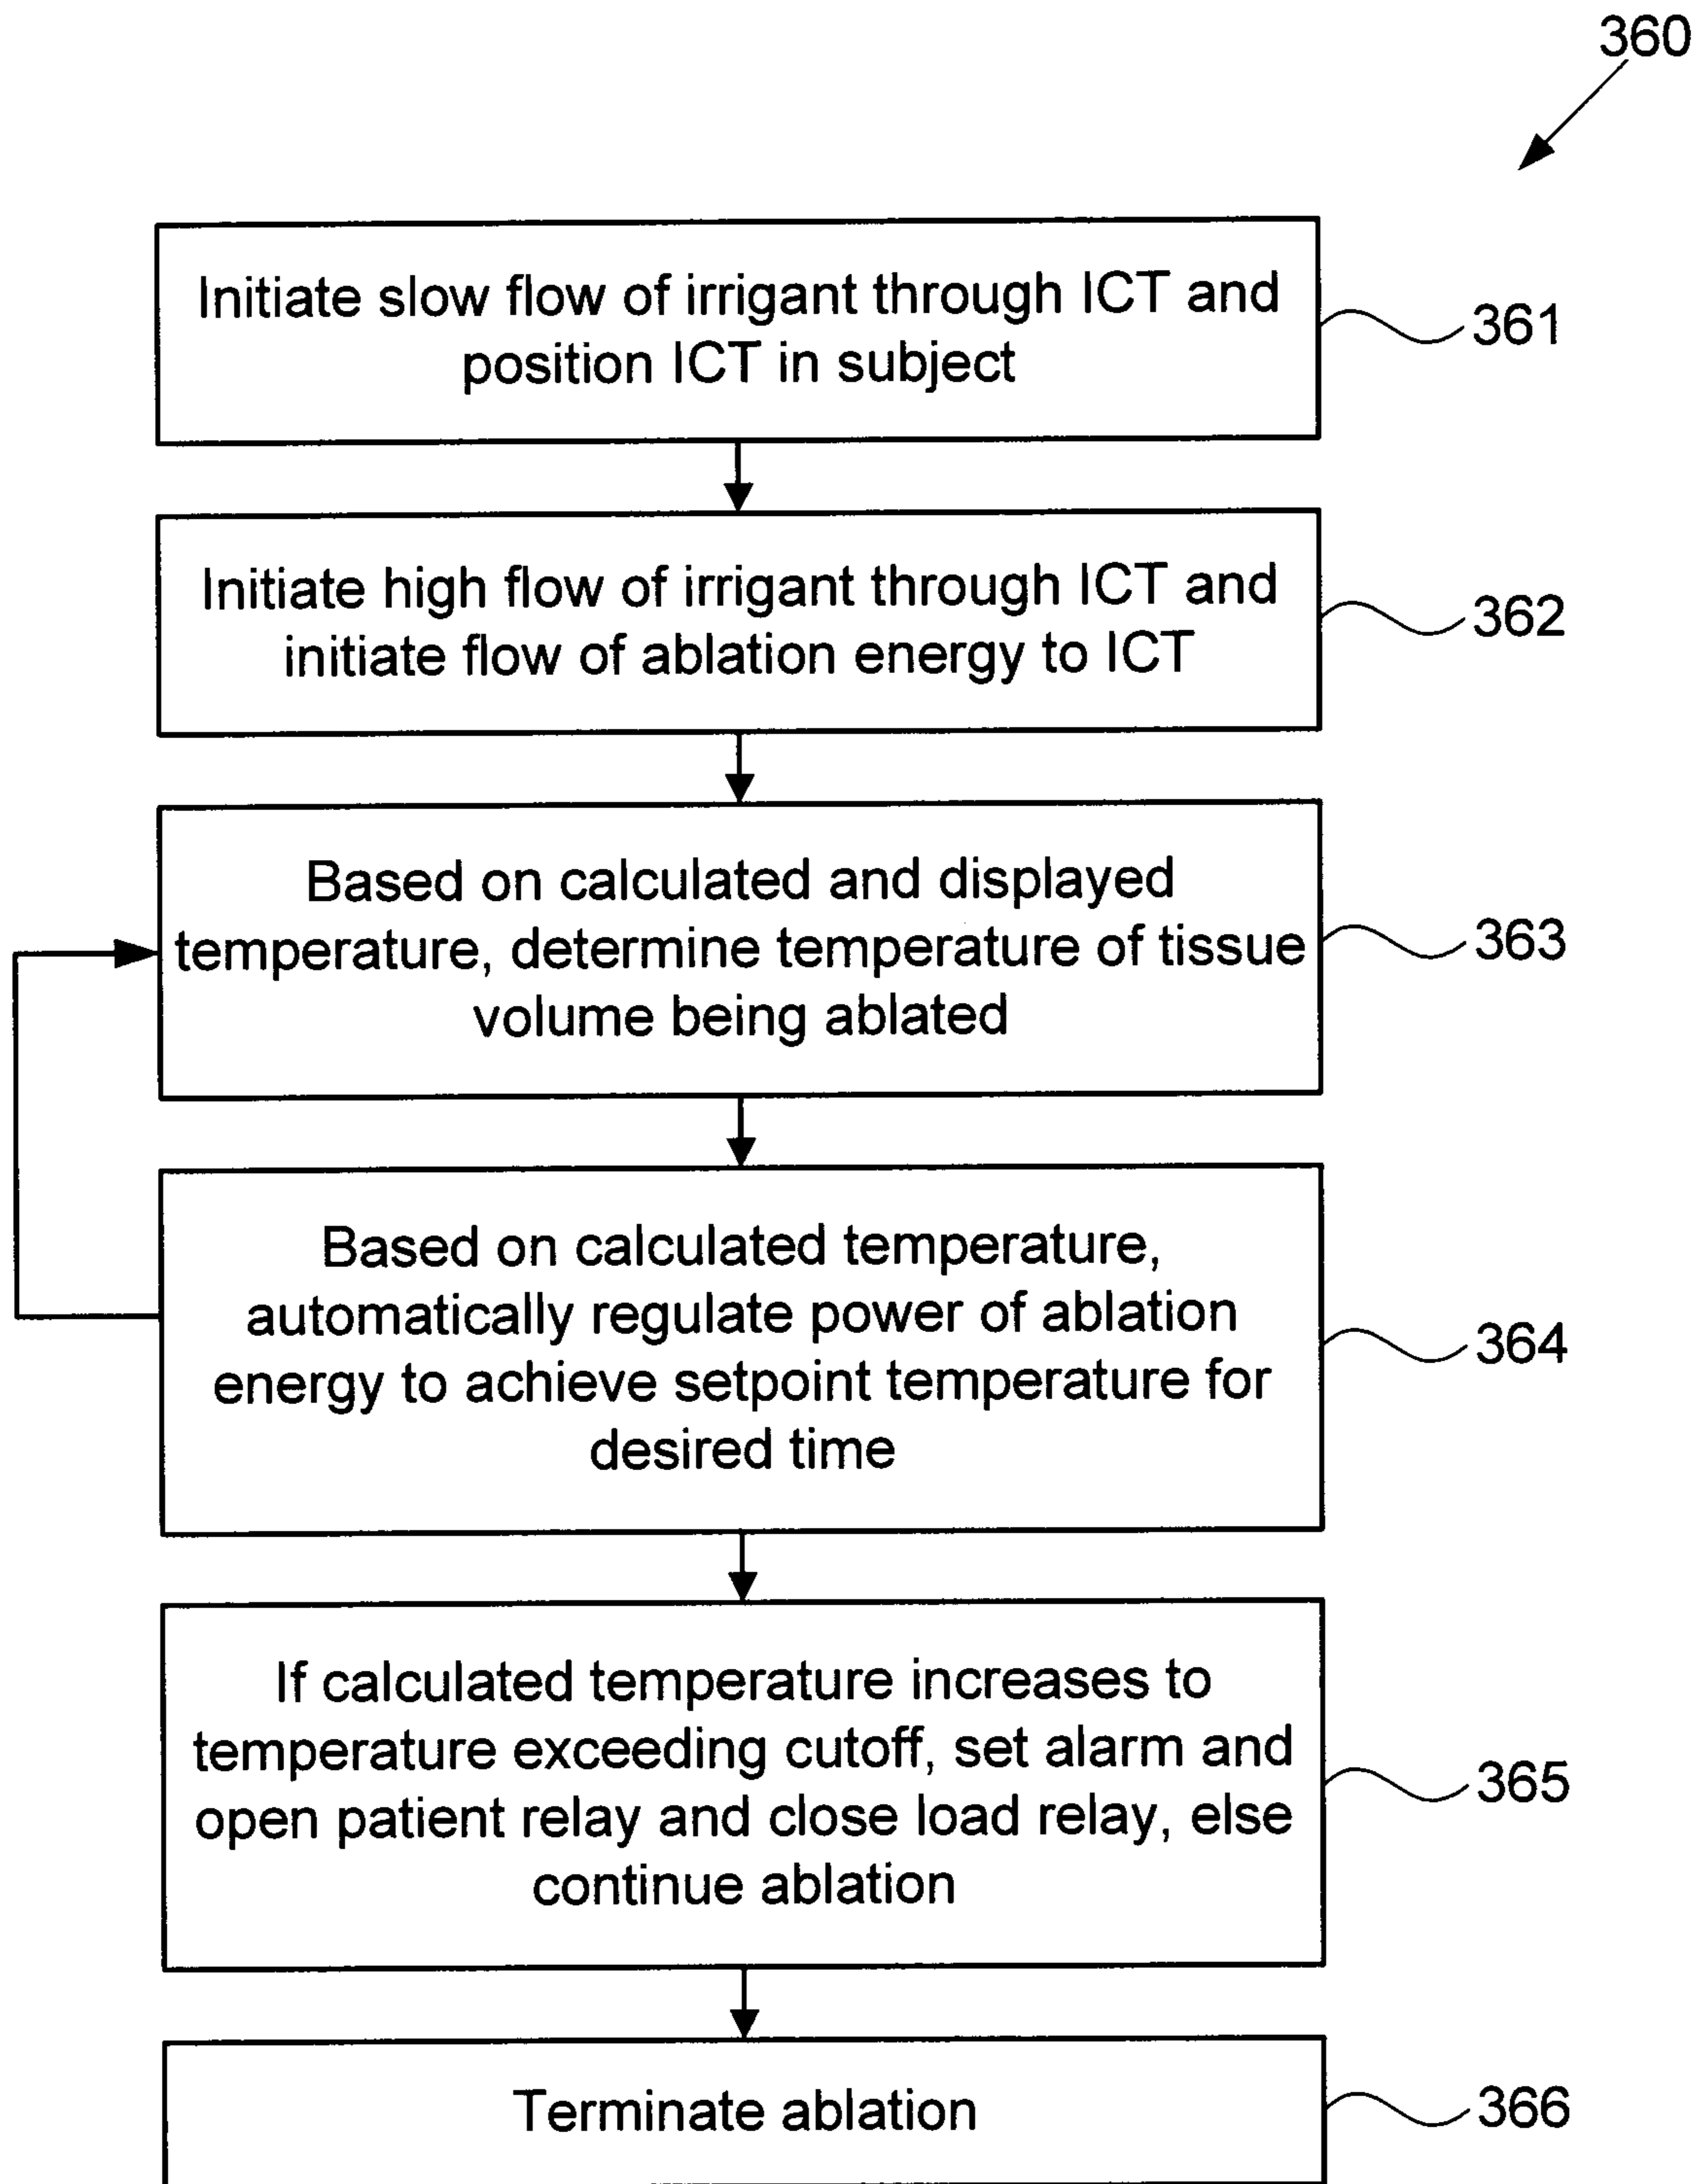 360
Initiate slow flow of irrigant through ICT and
position ICT in subject
361
Initiate high flow of irrigant through ICT and
initiate flow of ablation energy to ICT
362
Based on calculated and displayed
temperature, determine temperature of tissue
volume being ablated
363
Based on calculated temperature,
automatically regulate power of ablation
energy to achieve setpoint temperature for
desired time
364
If calculated temperature increases to
temperature exceeding cutoff, set alarm and
open patient relay and close load relay, else
continue ablation
365
Terminate ablation
366